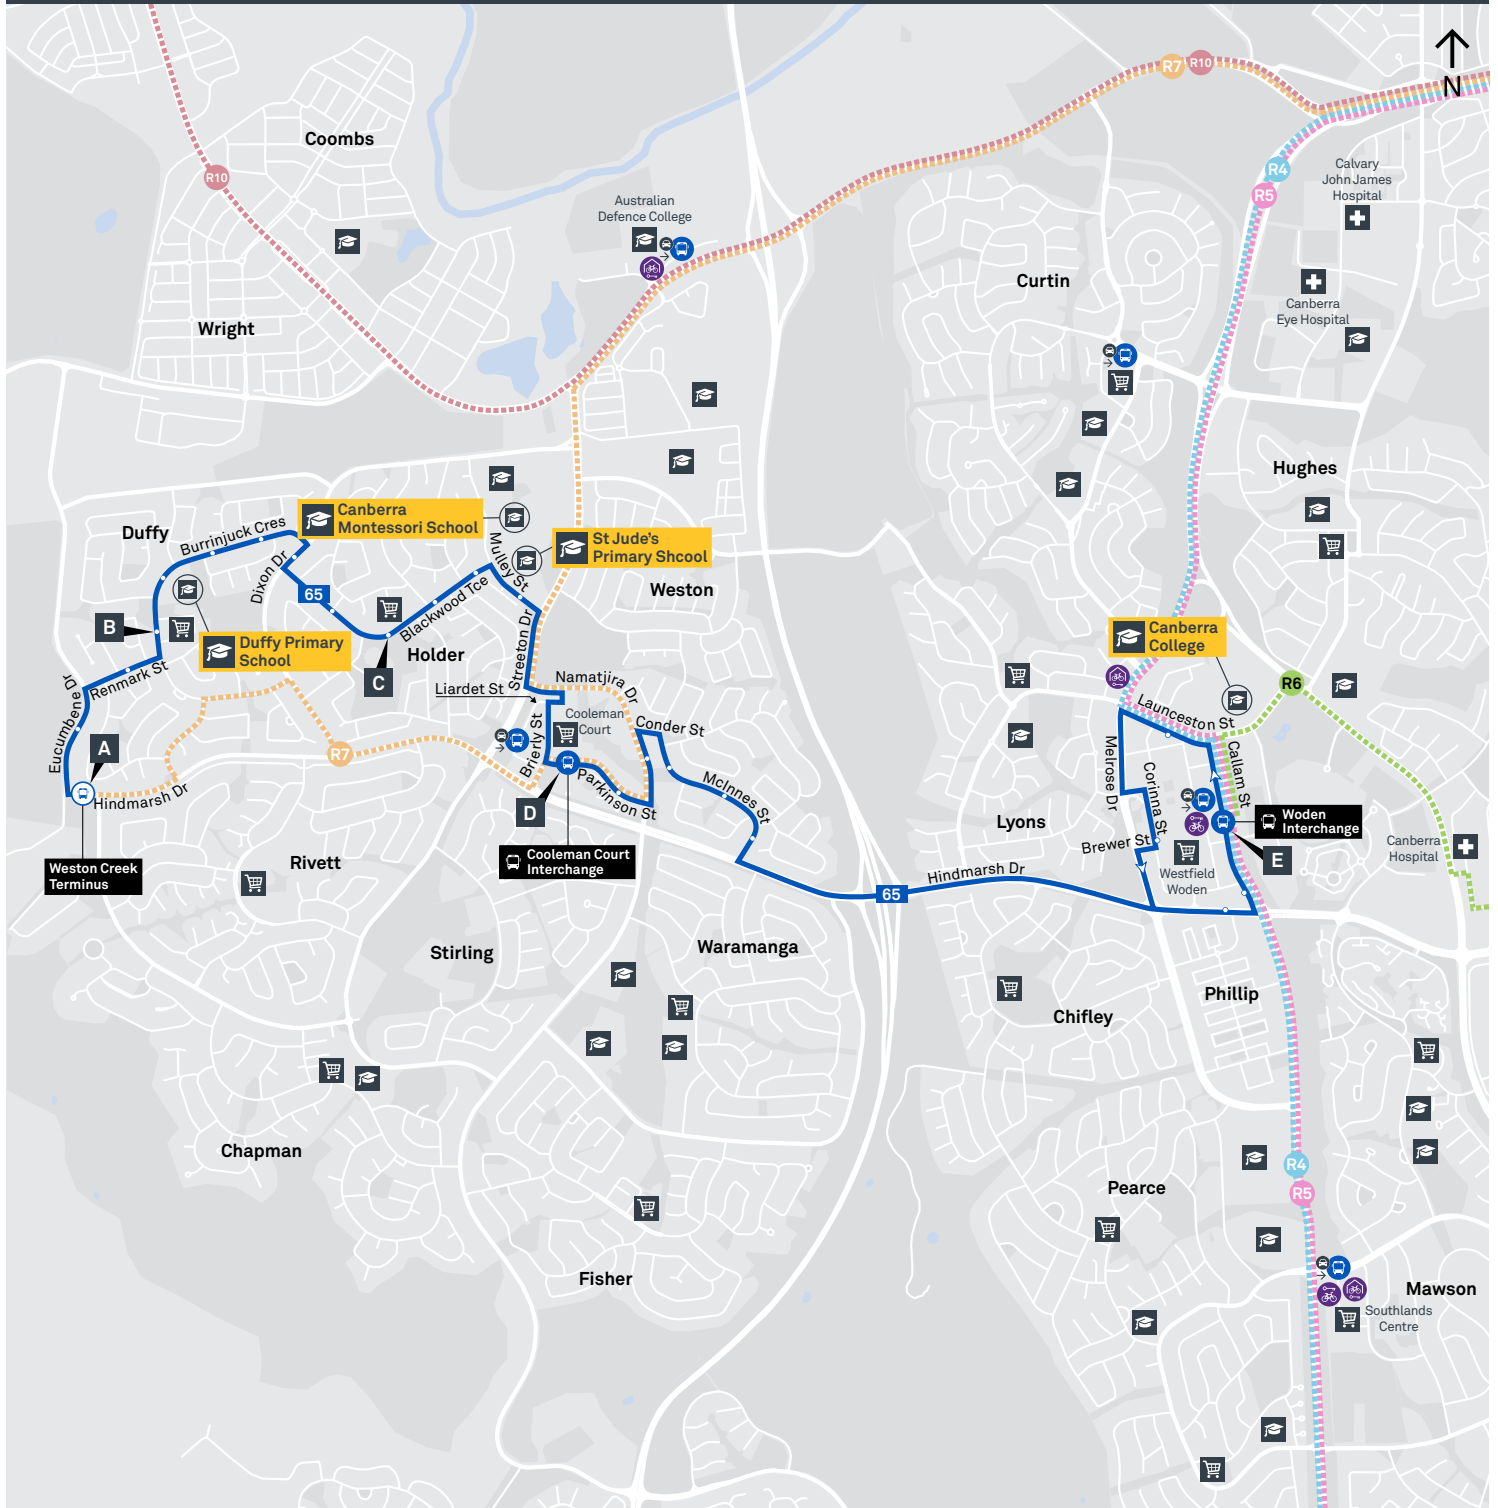 N
R7
R10
Coombs
R10
R4
R5
Calvary
John James
Hospital
Australian
Defence College
Curtin
Canberra
Eye Hospital
Wright
Hughes
Canberra
Montessori School
Duffy
Burrinjuck Cres
St Jude's
Primary Shcool
Mulley St
Dixon Dr
65
Blackwood Tce
Weston
B
Duffy Primary
School
Canberra
College
Holder
Streeton Dr
C
Renmark St
Liardet St
Namatjira Dr
R6
Eucumbene Dr
Cooleman
Court
Conder St
Launceston St
A
R7
Brierly St
Melrose Dr
Corinna St
Callam St
Hindmarsh Dr
Parkinson St
McInnes St
D
Lyons
Woden
Interchange
Brewer St
E
Canberra
Hospital
Weston Creek
Terminus
Cooleman Court
Interchange
Rivett
Westfield
Woden
65
Hindmarsh Dr
Stirling
Waramanga
Phillip
Chifley
Chapman
R4
R5
Pearce
Fisher
Mawson
Southlands
Centre